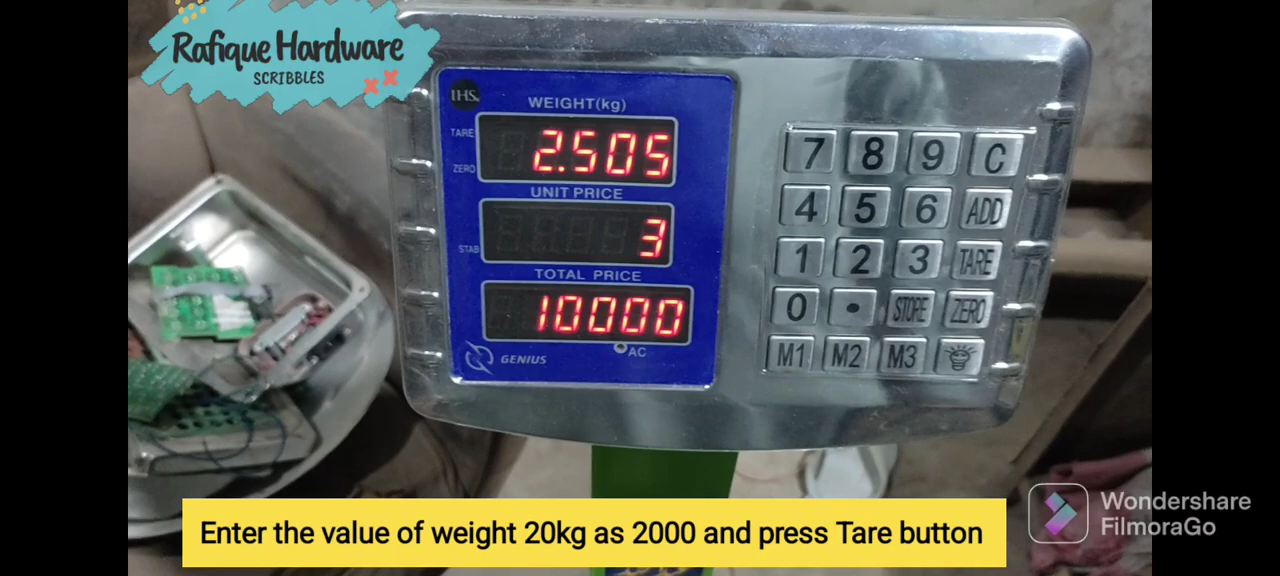 Rafique Hardware
SCRIBBLES
IHS
WEIGHT(kg)
TARE
2.505
ZERO
UNIT PRICE
3
STAB
TOTAL PRICE
10000
AC
GENIUS
7 8 9 C
4 5 6 ADD
1 2 3 TARE
0 • STORE ZERO
M1 M2 M3
Enter the value of weight 20kg as 2000 and press Tare button
Wondershare
FilmoraGo